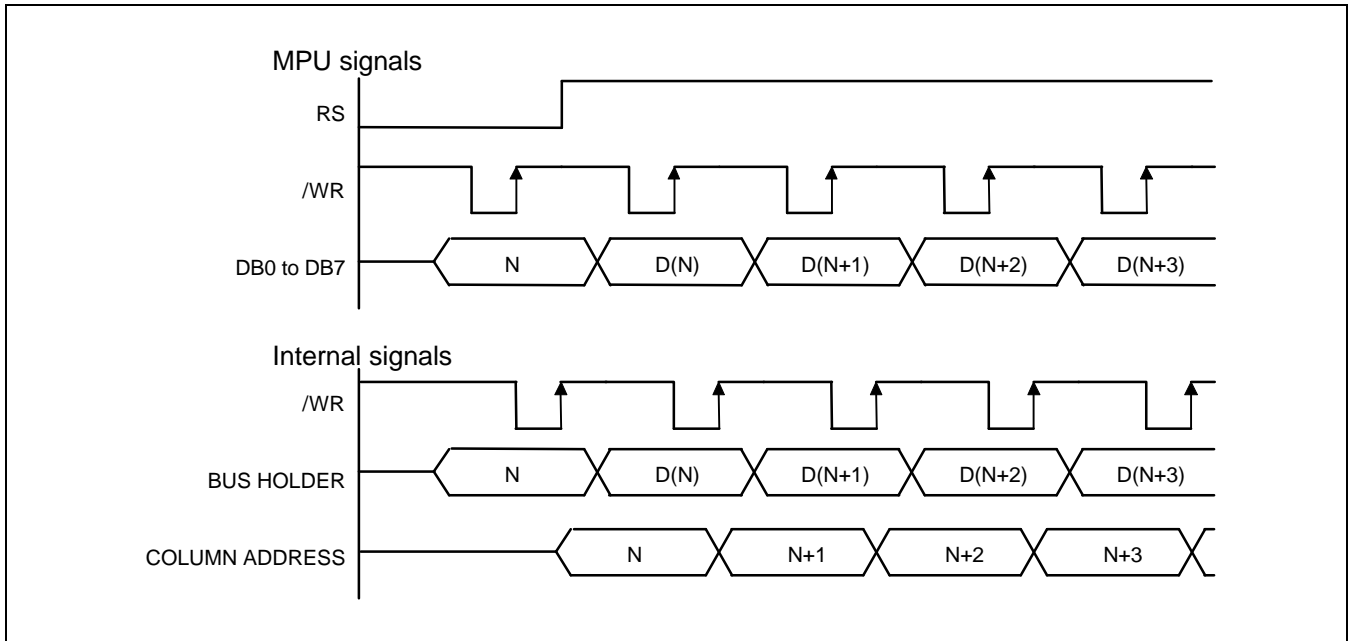 MPU signals
RS
/WR
DB0 to DB7 N D(N) D(N+1) D(N+2) D(N+3)
Internal signals
/WR
BUS HOLDER N D(N) D(N+1) D(N+2) D(N+3)
COLUMN ADDRESS N N+1 N+2 N+3